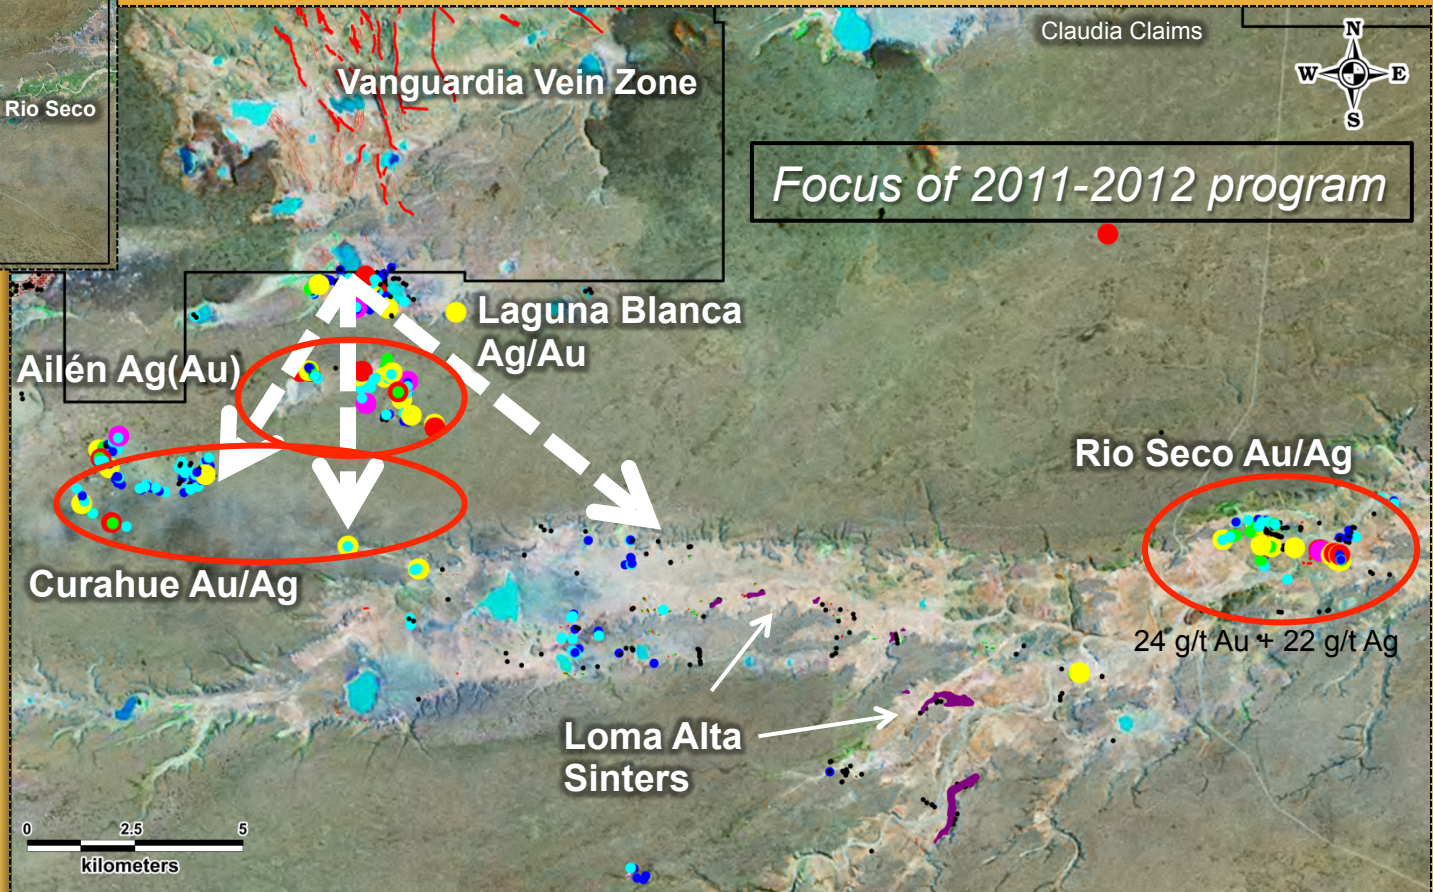 Claudia Claims
N
W
E
S
Rio Seco
Vanguardia Vein Zone
Focus of 2011-2012 program
Laguna Blanca
Ag/Au
Ailén Ag(Au)
Rio Seco Au/Ag
Curahue Au/Ag
24 g/t Au + 22 g/t Ag
Loma Alta
Sinters
0 2.5 5
kilometers